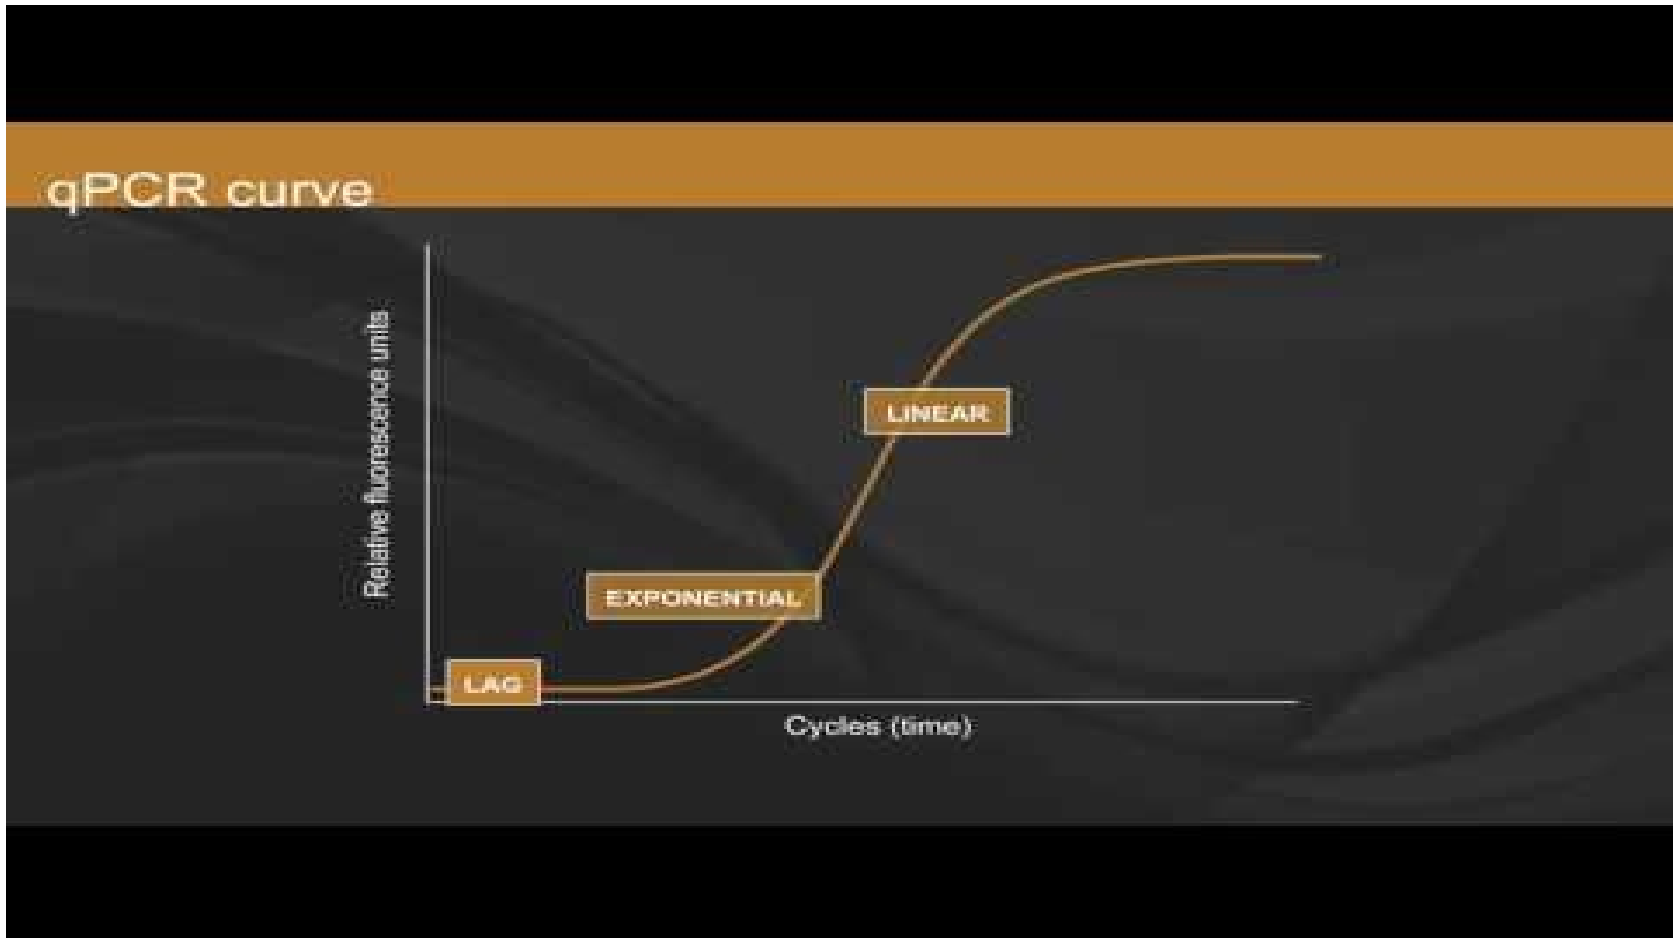 qPCR curve
Relative fluorescence units
LINEAR
EXPONENTIAL
LAG
Cycles (time)